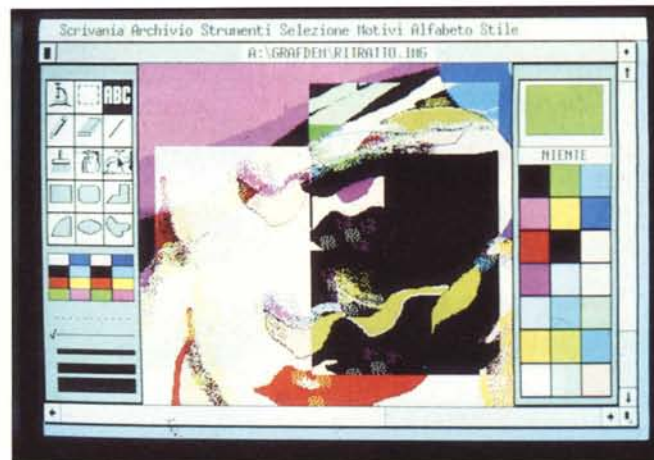 Scrivania Archivio Strumenti Selezione Motivi Alfabeto Stile
A:\GRAFDEM\RITRATTO.IMG
ABC
NIENTE